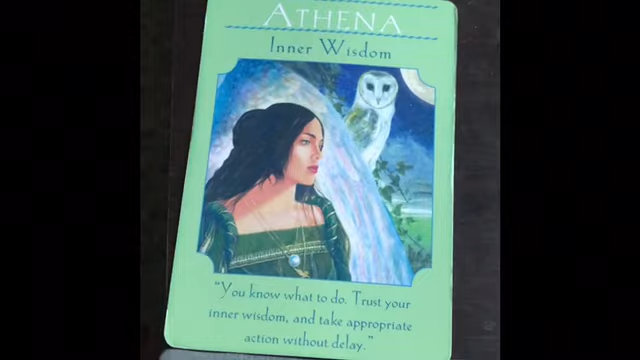 ATHENA
Inner Wisdom
"You know what to do. Trust your
inner wisdom, and take appropriate
action without delay."